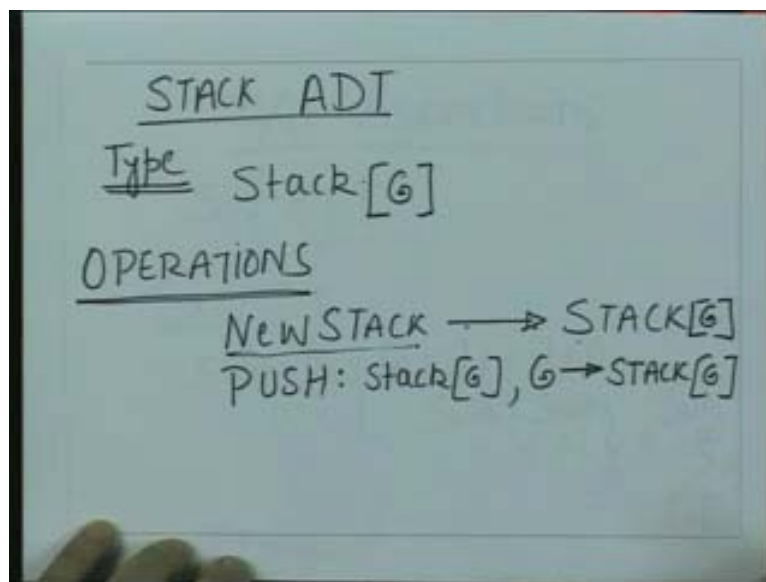 STACK ADT
Type Stack[G]
OPERATIONS
NEWSTACK → STACK[G]
PUSH: Stack[G], G→STACK[G]